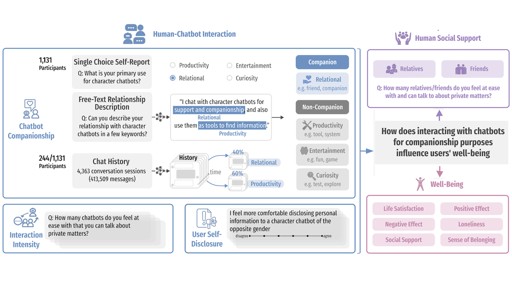 Human-Chatbot Interaction
1,131
Participants
Single Choice Self-Report
Q: What is your primary use
for character chatbots?
Productivity
Entertainment
Relational
Curiosity
Free-Text Relationship
Description
Q: Can you describe your
relationship with character
chatbots in a few keywords?
"I chat with character chatbots for
support and companionship and also
Relational
use them as tools to find information"
Productivity
Chatbot
Companionship
244/1,131
Participants
Chat History
4,363 conversation sessions
(413,509 messages)
History
time
40%
Relational
60%
Productivity
Companion
Relational
e.g. friend, companion
Non-Companion
Productivity
e.g. tool, system
Entertainment
e.g. fun, game
Curiosity
e.g. test, explore
Interaction
Intensity
Q: How many chatbots do you feel at
ease with that you can talk about
private matters?
User Self-
Disclosure
I feel more comfortable disclosing personal
information to a character chatbot of the
opposite gender
disagree
agree
Human Social Support
Relatives
Friends
Q: How many relatives/friends do you feel at
ease with and can talk to about private matters?
How does interacting with chatbots
for companionship purposes
influence users' well-being
Well-Being
Life Satisfaction
Positive Effect
Negative Effect
Loneliness
Social Support
Sense of Belonging